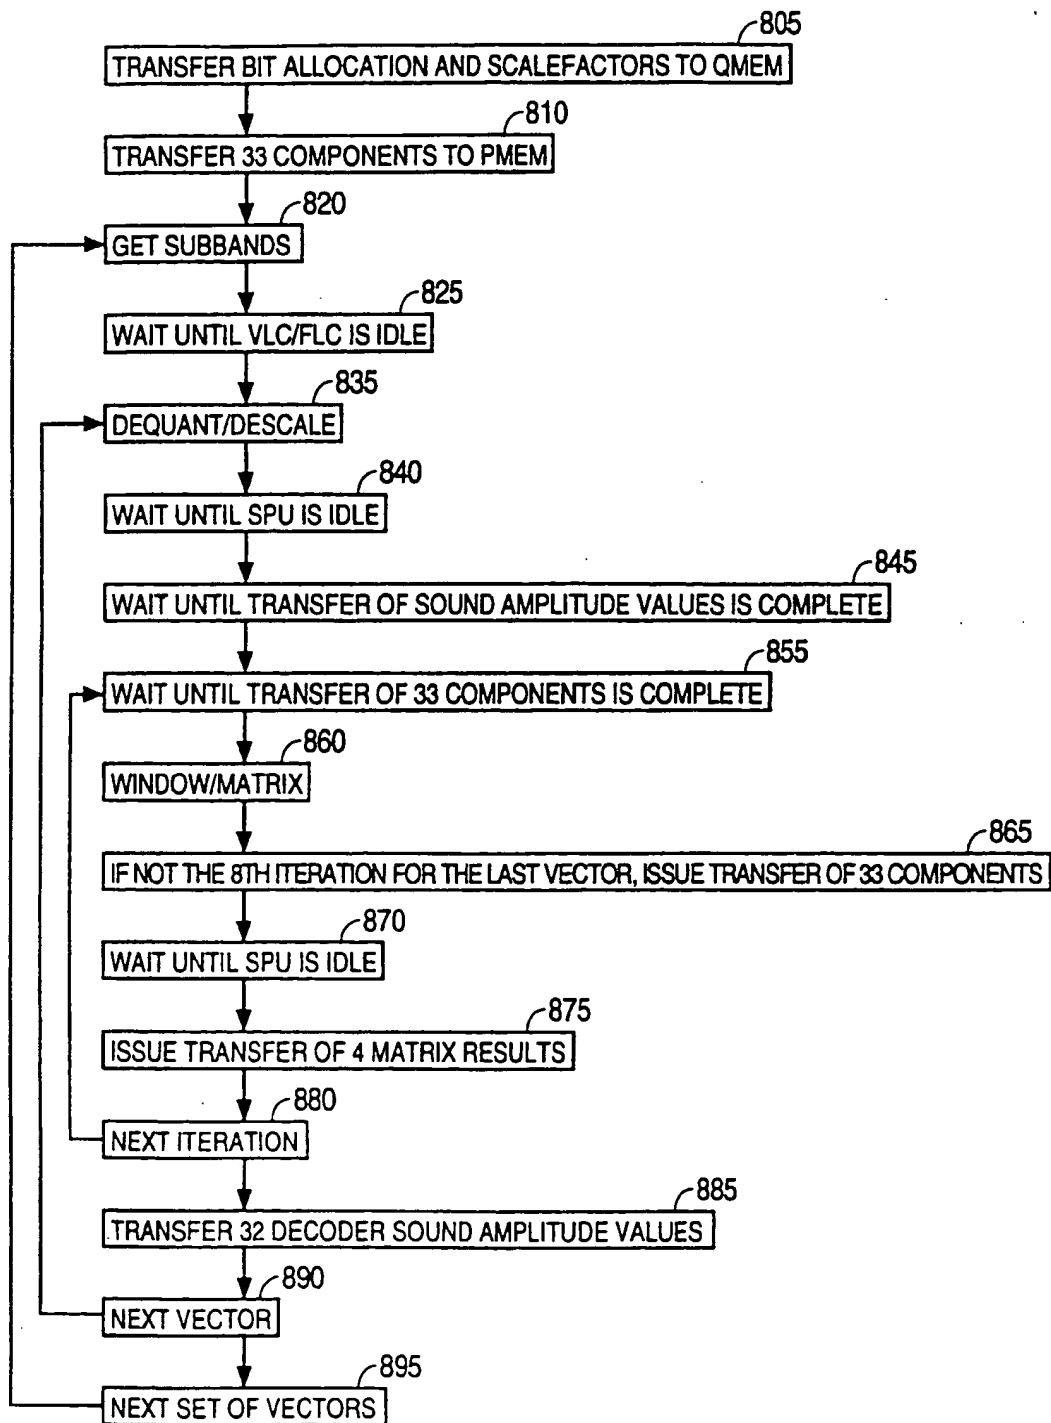 805
TRANSFER BIT ALLOCATION AND SCALEFACTORS TO QMEM
810
TRANSFER 33 COMPONENTS TO PMEM
820
GET SUBBANDS
825
WAIT UNTIL VLC/FLC IS IDLE
835
DEQUANT/DESCALE
840
WAIT UNTIL SPU IS IDLE
845
WAIT UNTIL TRANSFER OF SOUND AMPLITUDE VALUES IS COMPLETE
855
WAIT UNTIL TRANSFER OF 33 COMPONENTS IS COMPLETE
860
WINDOW/MATRIX
865
IF NOT THE 8TH ITERATION FOR THE LAST VECTOR, ISSUE TRANSFER OF 33 COMPONENTS
870
WAIT UNTIL SPU IS IDLE
875
ISSUE TRANSFER OF 4 MATRIX RESULTS
880
NEXT ITERATION
885
TRANSFER 32 DECODER SOUND AMPLITUDE VALUES
890
NEXT VECTOR
895
NEXT SET OF VECTORS